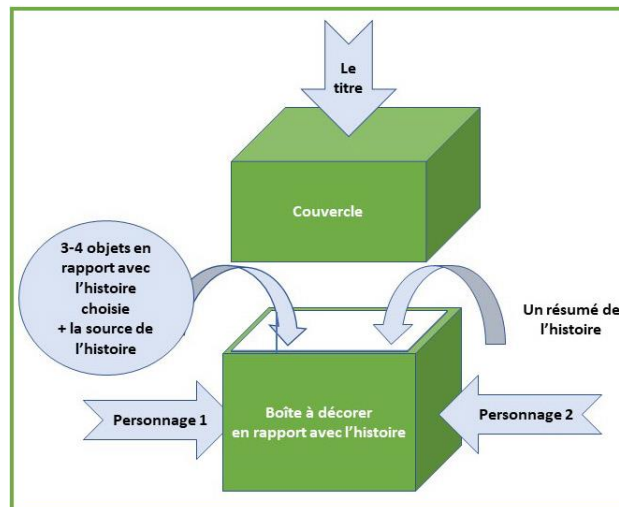 Le
titre
Couvercle
3-4 objets en
rapport avec
l’histoire
choisie
+ la source de
l’histoire
Un résumé de
l’histoire
Personnage 1
Boîte à décorer
en rapport avec l’histoire
Personnage 2